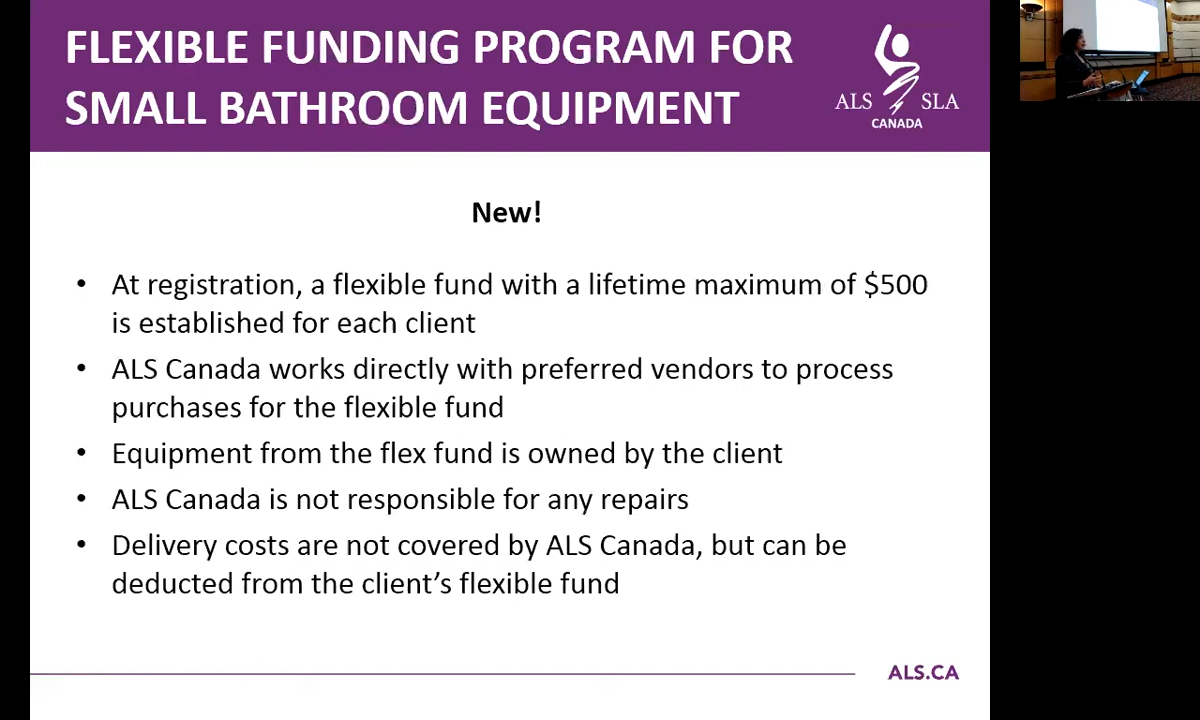 FLEXIBLE FUNDING PROGRAM FOR
SMALL BATHROOM EQUIPMENT
ALS SLA
CANADA
New!
• At registration, a flexible fund with a lifetime maximum of $500
is established for each client
• ALS Canada works directly with preferred vendors to process
purchases for the flexible fund
• Equipment from the flex fund is owned by the client
• ALS Canada is not responsible for any repairs
• Delivery costs are not covered by ALS Canada, but can be
deducted from the client’s flexible fund
ALS.CA